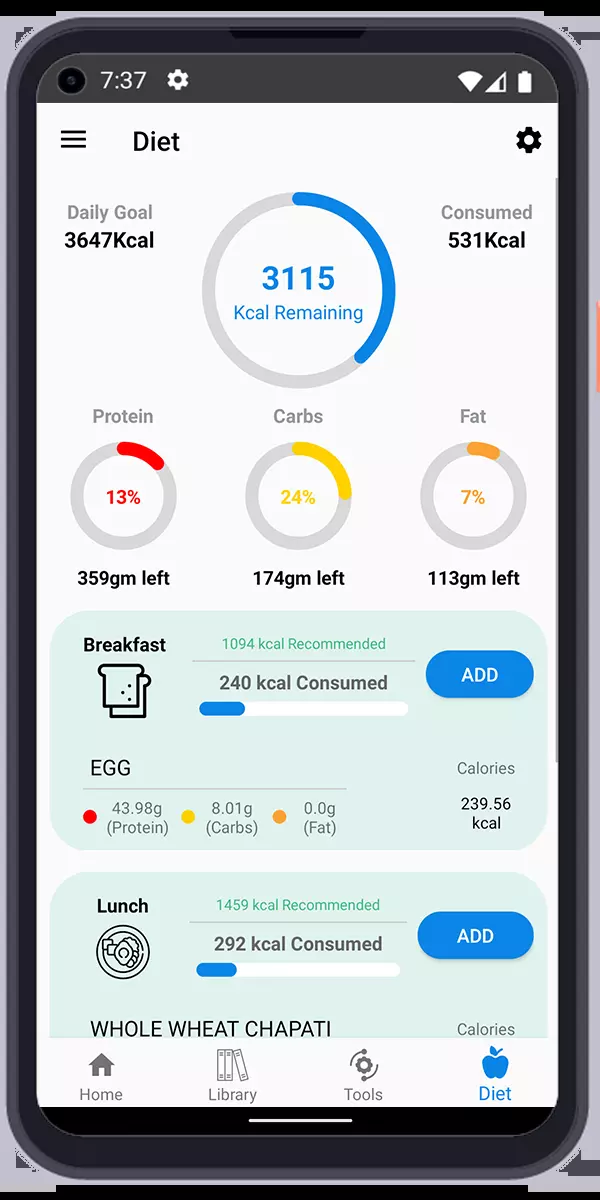 7:37
Diet
Daily Goal
3647Kcal
Consumed
531Kcal
3115
Kcal Remaining
Protein
Carbs
Fat
13%
24%
7%
359gm left
174gm left
113gm left
Breakfast
1094 kcal Recommended
240 kcal Consumed
ADD
EGG
Calories
43.98g
(Protein)
8.01g
(Carbs)
0.0g
(Fat)
239.56
kcal
Lunch
1459 kcal Recommended
292 kcal Consumed
ADD
WHOLE WHEAT CHAPATI
Calories
Home
Library
Tools
Diet